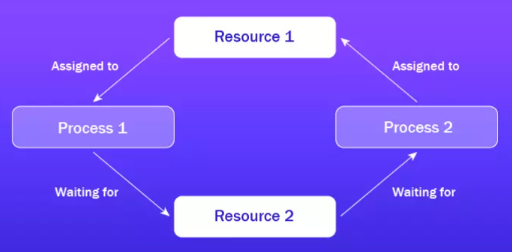 Resource 1
Assigned to
Assigned to
Process 1
Process 2
Waiting for
Waiting for
Resource 2